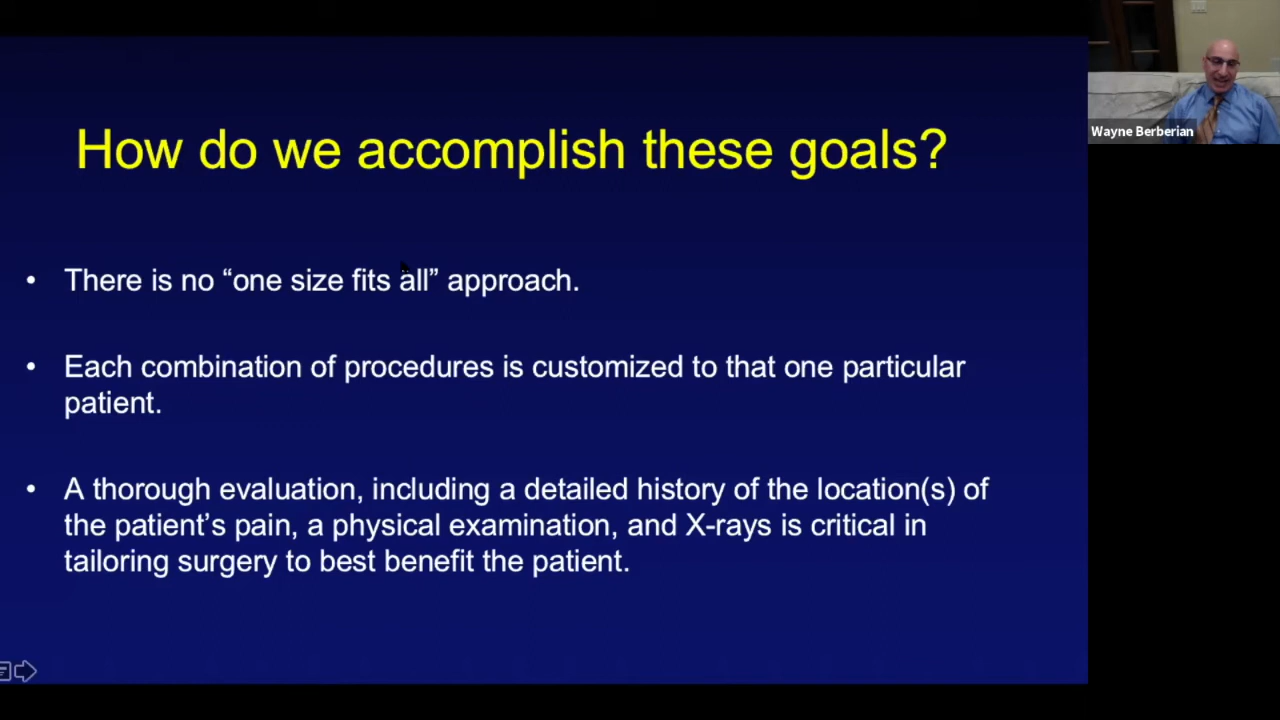 How do we accomplish these goals?
• There is no “one size fits all” approach.
• Each combination of procedures is customized to that one particular
patient.
• A thorough evaluation, including a detailed history of the location(s) of
the patient’s pain, a physical examination, and X-rays is critical in
tailoring surgery to best benefit the patient.
Wayne Berberian